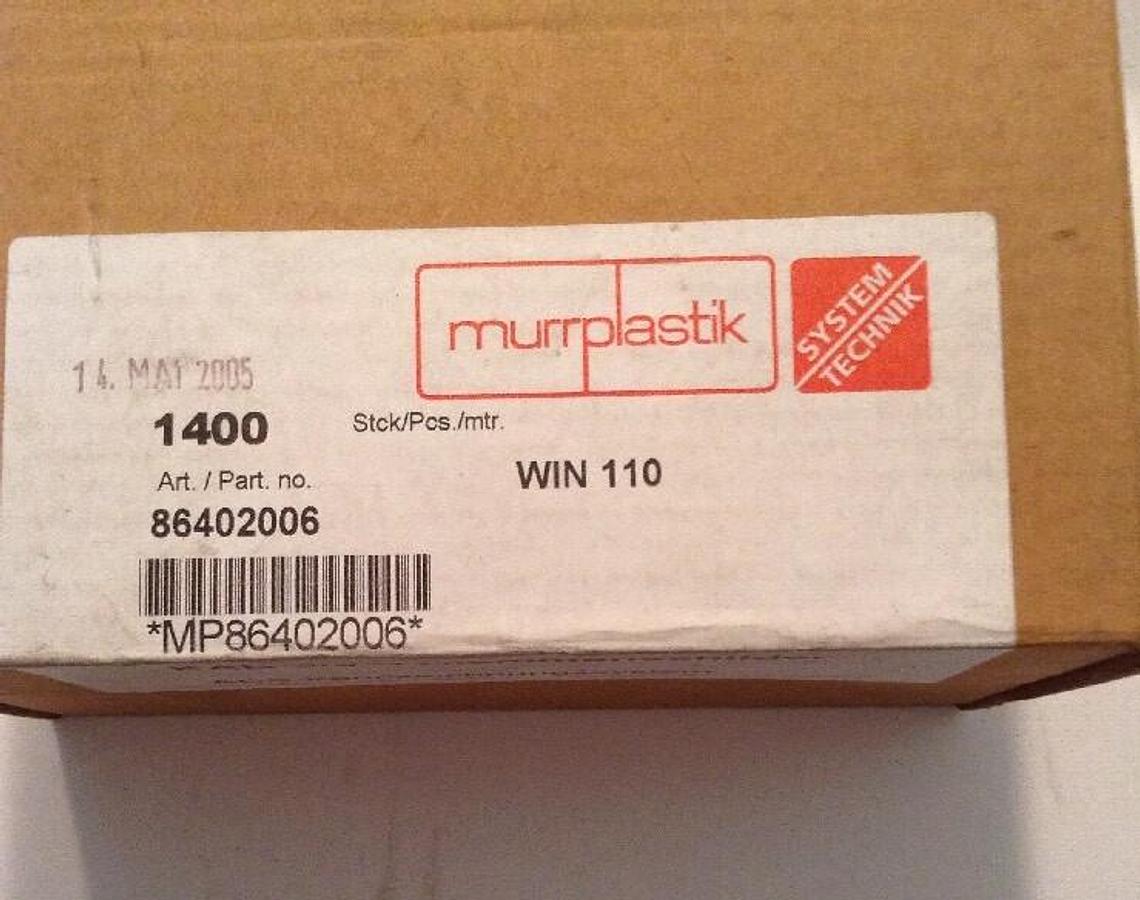 murrplastik
SYSTEM
TECHNIK
14. MAI 2005
1400 Stck/Pcs./mtr.
Art. / Part. no. WIN 110
86402006
*MP86402006*